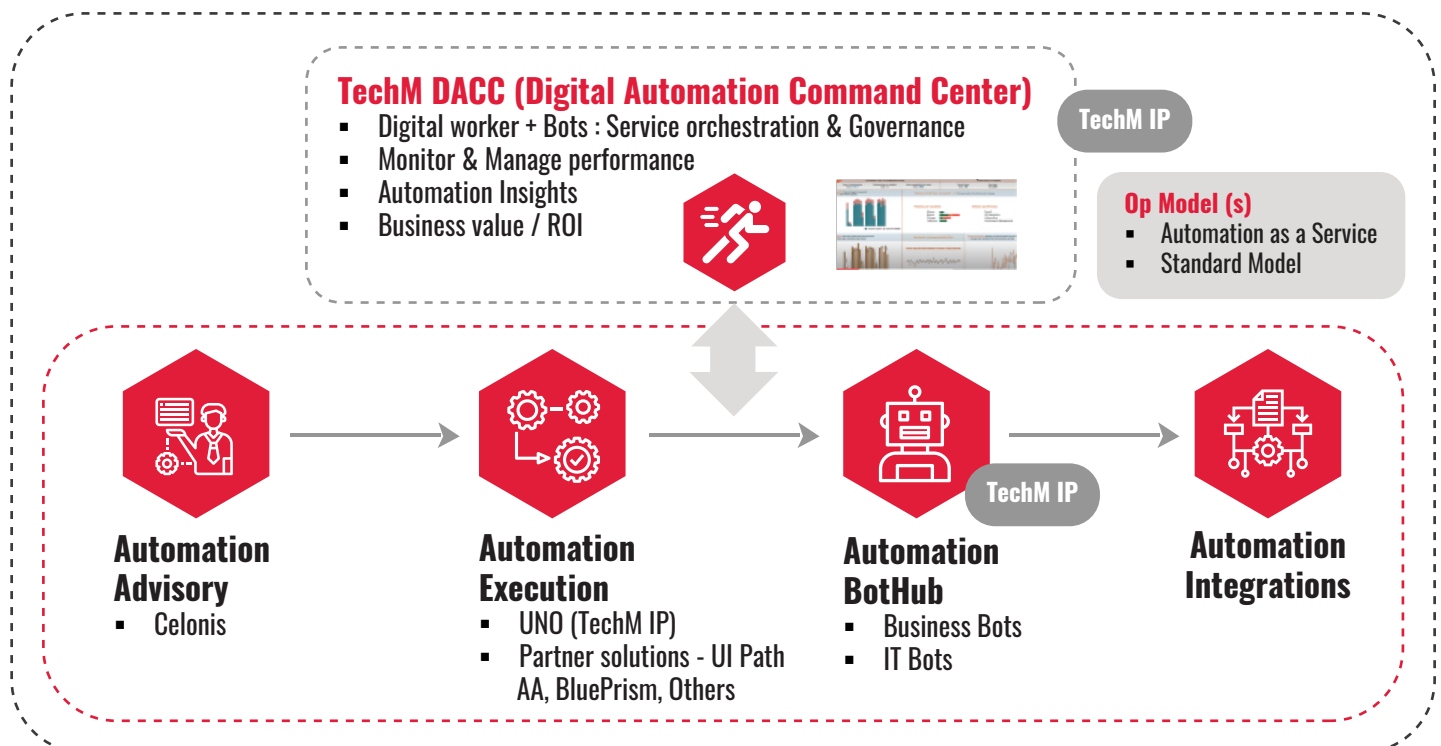 TechM DACC (Digital Automation Command Center)
▪ Digital worker + Bots : Service orchestration & Governance
▪ Monitor & Manage performance
▪ Automation Insights
▪ Business value / ROI
TechM IP
Op Model (s)
▪ Automation as a Service
▪ Standard Model
Automation
Advisory
▪ Celonis
Automation
Execution
▪ UNO (TechM IP)
▪ Partner solutions - UI Path
AA, BluePrism, Others
TechM IP
Automation
BotHub
▪ Business Bots
▪ IT Bots
Automation
Integrations